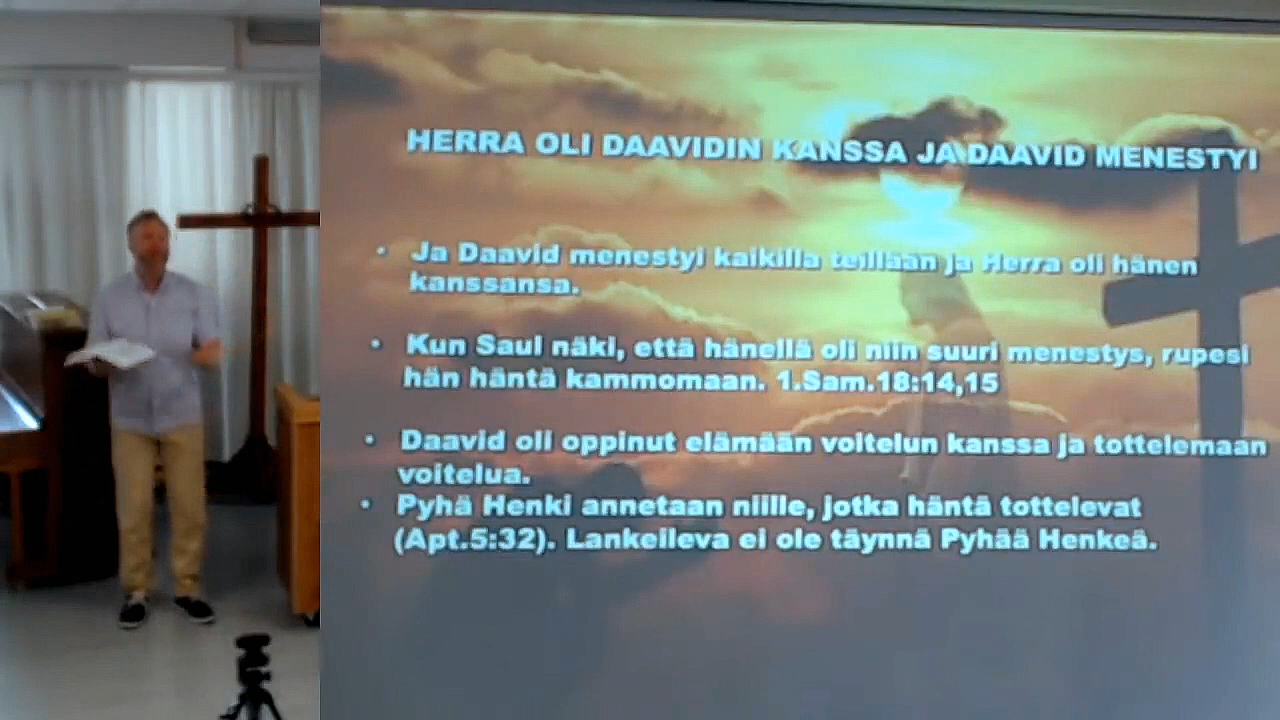 HERRA OLI DAAVIDIN KANSSA JA DAAVID MENESTYI
• Ja Daavid menestyi kaikilla teillään ja Herra oli hänen
kanssansa.
• Kun Saul näki, että hänellä oli niin suuri menestys, rupesi
hän häntä kammomaan. 1.Sam.18:14,15
• Daavid oli oppinut elämään voitelun kanssa ja tottelemaan
voitelua.
• Pyhä Henki annetaan niille, jotka häntä tottelevat
(Apt.5:32). Lankeileva ei ole täynnä Pyhää Henkeä.